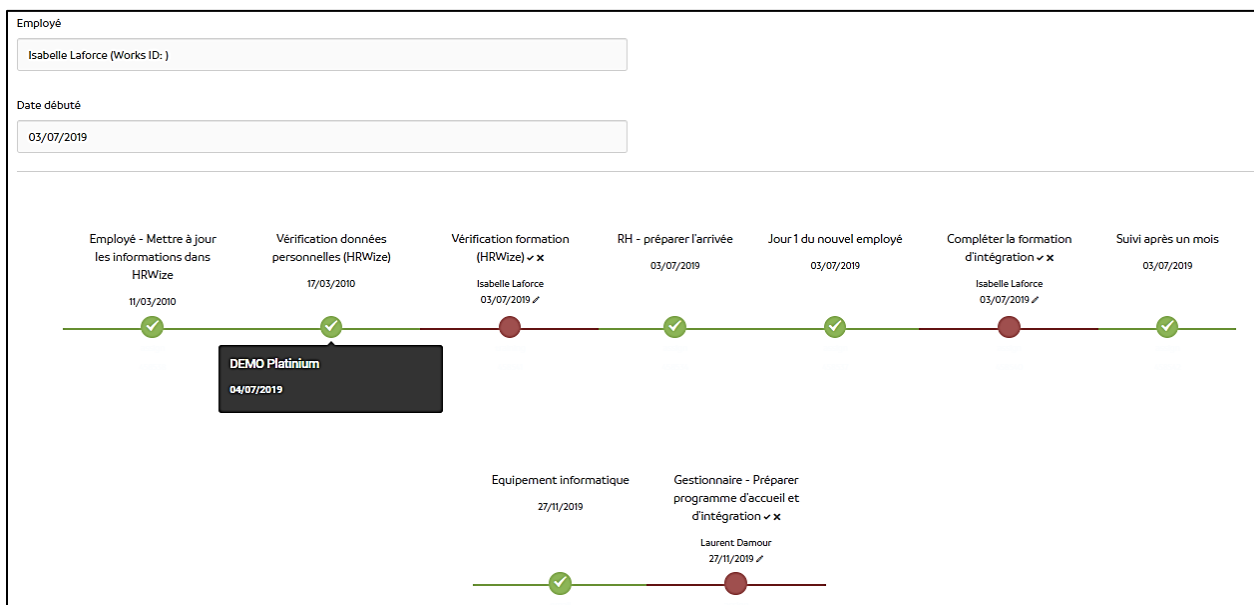 Employé
Isabelle Laforce (Works ID: )
Date débuté
03/07/2019
Employé - Mettre à jour
les informations dans
HRWize
11/03/2010
Vérification données
personnelles (HRWize)
17/03/2010
Vérification formation
(HRWize) ✓ ×
Isabelle Laforce
03/07/2019
RH - préparer l'arrivée
03/07/2019
Jour 1 du nouvel employé
03/07/2019
Compléter la formation
d'intégration ✓ ×
Isabelle Laforce
03/07/2019
Suivi après un mois
03/07/2019
DEMO Platinium
04/07/2019
Equipement informatique
27/11/2019
Gestionnaire - Préparer
programme d'accueil et
d'intégration ✓ ×
Laurent Damour
27/11/2019